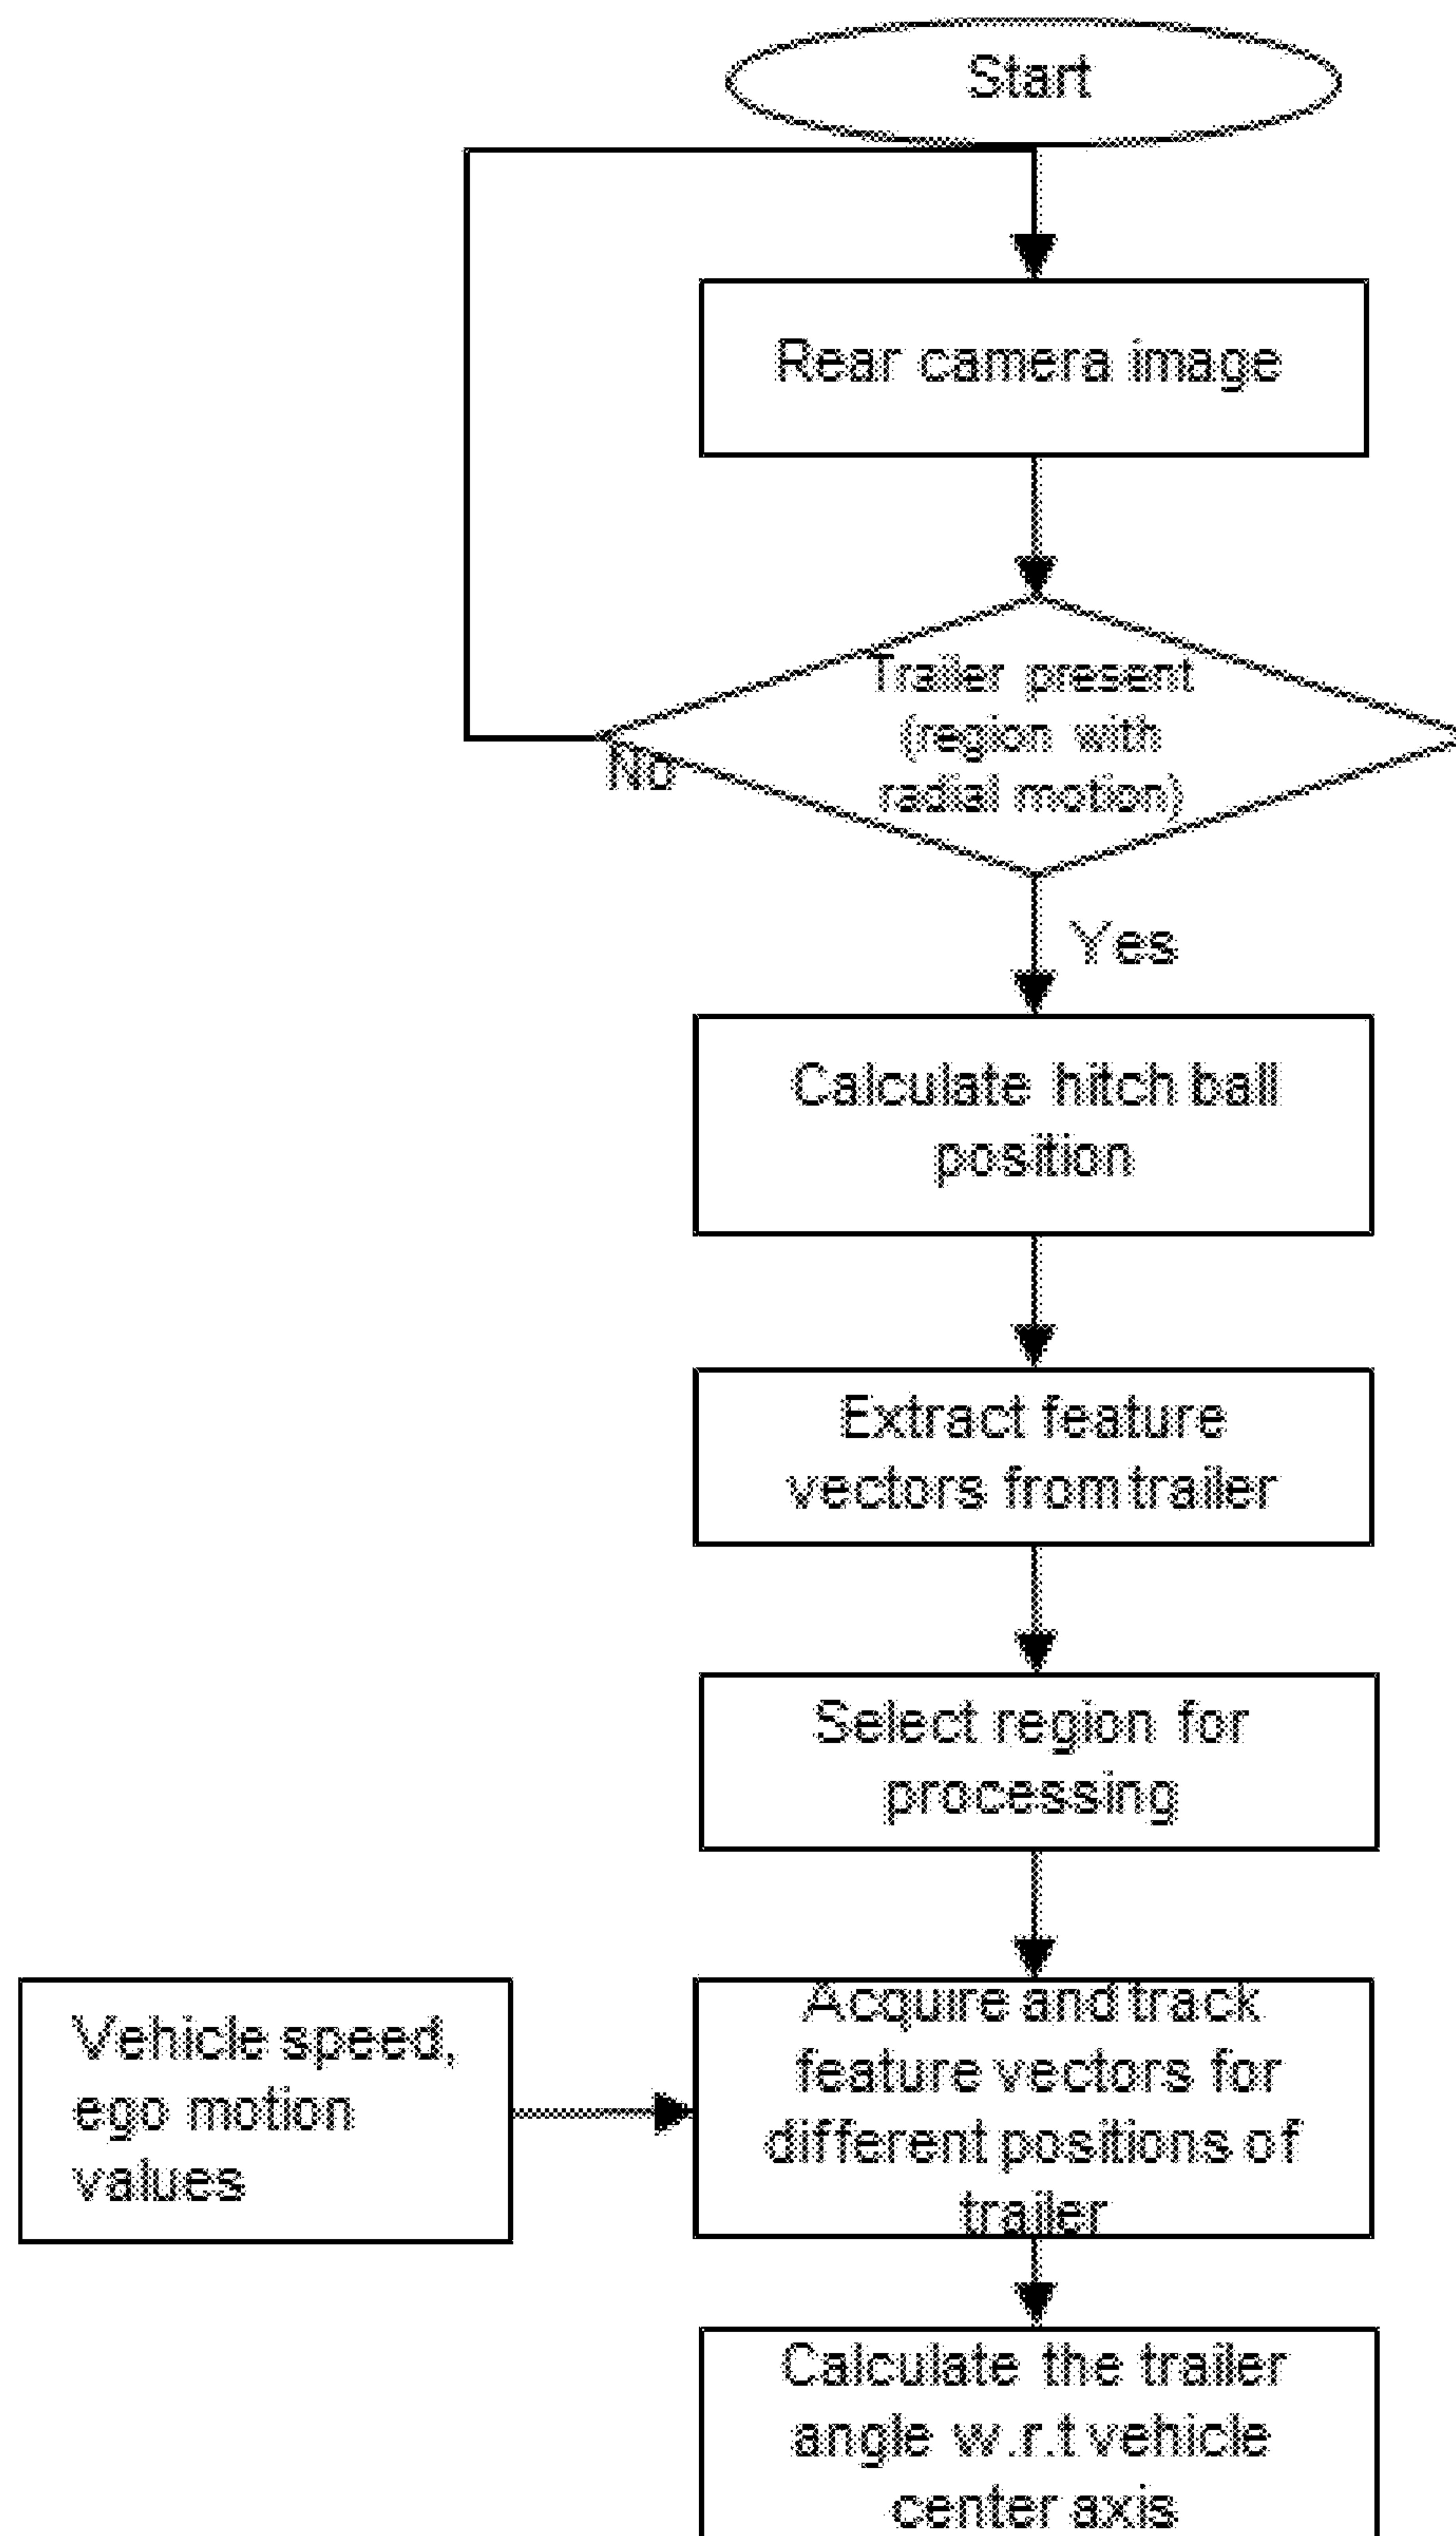 Start
Rear camera image
Trailer present
(region with
radial motion)
No
Yes
Calculate hitch ball
position
Extract feature
vectors from trailer
Select region for
processing
Vehicle speed,
ego motion
values
Acquire and track
feature vectors for
different positions of
trailer
Calculate the trailer
angle w.r.t vehicle
center axis